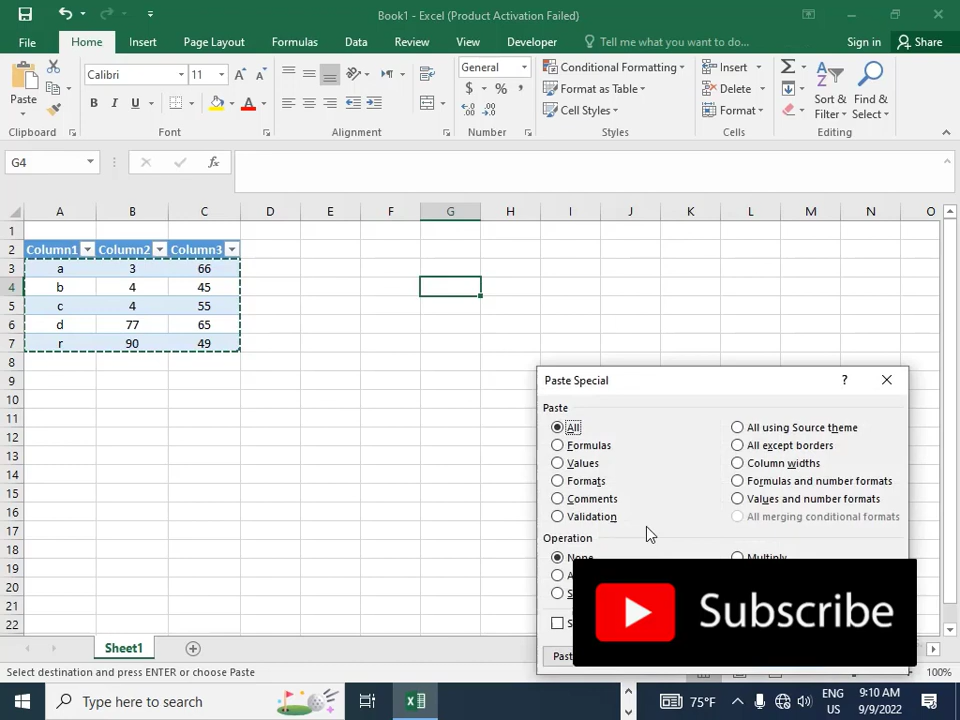 Book1 - Excel (Product Activation Failed)
File Home Insert Page Layout Formulas Data Review View Developer Tell me what you want to do... Sign in Share
Paste
Clipboard
Calibri 11
B I U
Font
Alignment
General
$ % ,
Number
Conditional Formatting
Format as Table
Cell Styles
Styles
Insert
Delete
Format
Cells
Sort & Filter
Find & Select
Editing
G4
fx
A B C D E F G H I J K L M N O
1
2 Column1 Column2 Column3
3 a 3 66
4 b 4 45
5 c 4 55
6 d 77 65
7 r 90 49
8
9
10
11
12
13
14
15
16
17
18
19
20
21
22
Paste Special ?
Paste
All All using Source theme
Formulas All except borders
Values Column widths
Formats Formulas and number formats
Comments Values and number formats
Validation All merging conditional formats
Operation
None Multiply
Subscribe
Sheet1
Select destination and press ENTER or choose Paste
100%
Type here to search
75°F
ENG
US
9:10 AM
9/9/2022